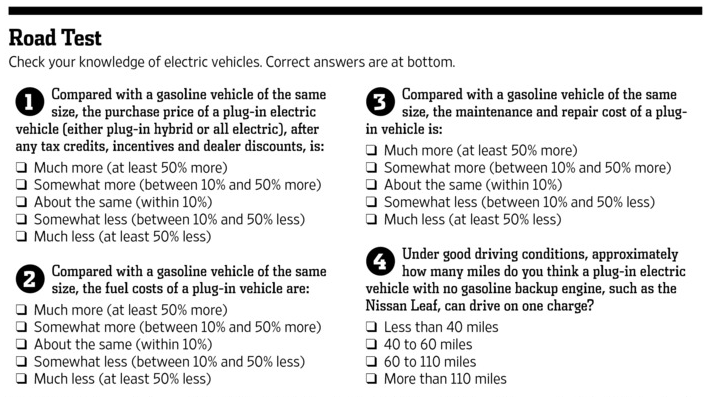 Road Test
Check your knowledge of electric vehicles. Correct answers are at bottom.
1 Compared with a gasoline vehicle of the same
size, the purchase price of a plug-in electric
vehicle (either plug-in hybrid or all electric), after
any tax credits, incentives and dealer discounts, is:
❑ Much more (at least 50% more)
❑ Somewhat more (between 10% and 50% more)
❑ About the same (within 10%)
❑ Somewhat less (between 10% and 50% less)
❑ Much less (at least 50% less)
2 Compared with a gasoline vehicle of the same
size, the fuel costs of a plug-in vehicle are:
❑ Much more (at least 50% more)
❑ Somewhat more (between 10% and 50% more)
❑ About the same (within 10%)
❑ Somewhat less (between 10% and 50% less)
❑ Much less (at least 50% less)
3 Compared with a gasoline vehicle of the same
size, the maintenance and repair cost of a plug-
in vehicle is:
❑ Much more (at least 50% more)
❑ Somewhat more (between 10% and 50% more)
❑ About the same (within 10%)
❑ Somewhat less (between 10% and 50% less)
❑ Much less (at least 50% less)
4 Under good driving conditions, approximately
how many miles do you think a plug-in electric
vehicle with no gasoline backup engine, such as the
Nissan Leaf, can drive on one charge?
❑ Less than 40 miles
❑ 40 to 60 miles
❑ 60 to 110 miles
❑ More than 110 miles